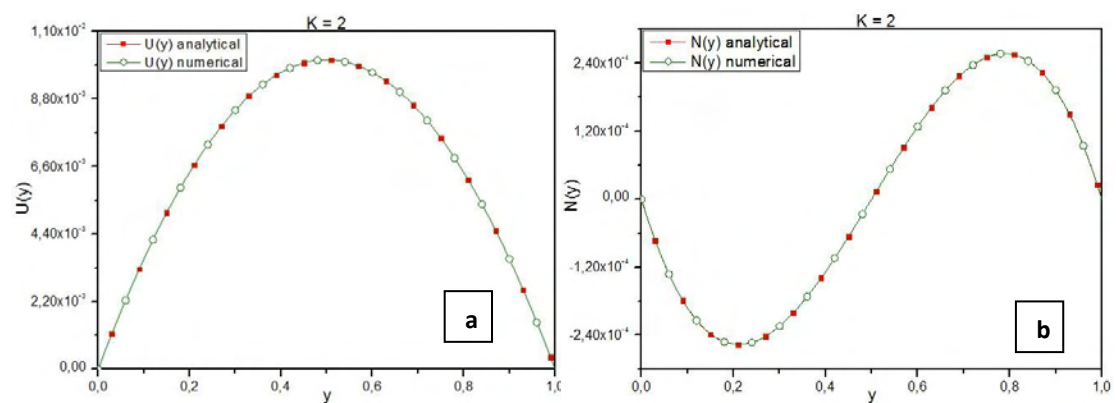 K = 2
U(y) analytical
U(y) numerical
1,10x10⁻²
8,80x10⁻³
6,60x10⁻³
4,40x10⁻³
2,20x10⁻³
0,00
U(y)
0,0 0,2 0,4 0,6 0,8 1,0
y
a
K = 2
N(y) analytical
N(y) numerical
2,40x10⁻⁴
1,20x10⁻⁴
0,00
-1,20x10⁻⁴
-2,40x10⁻⁴
N(y)
0,0 0,2 0,4 0,6 0,8 1,0
y
b